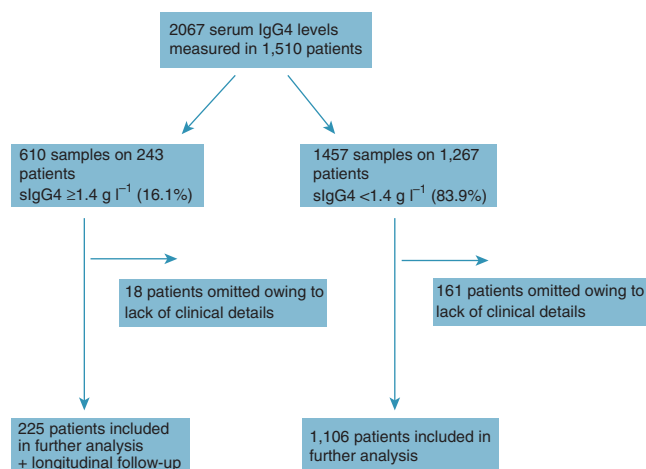 2067 serum IgG4 levels
measured in 1,510 patients
610 samples on 243
patients
sIgG4 ≥1.4 g l⁻¹ (16.1%)
1457 samples on 1,267
patients
sIgG4 <1.4 g l⁻¹ (83.9%)
18 patients omitted owing to
lack of clinical details
161 patients omitted owing to
lack of clinical details
225 patients included
in further analysis
+ longitudinal follow-up
1,106 patients included in
further analysis